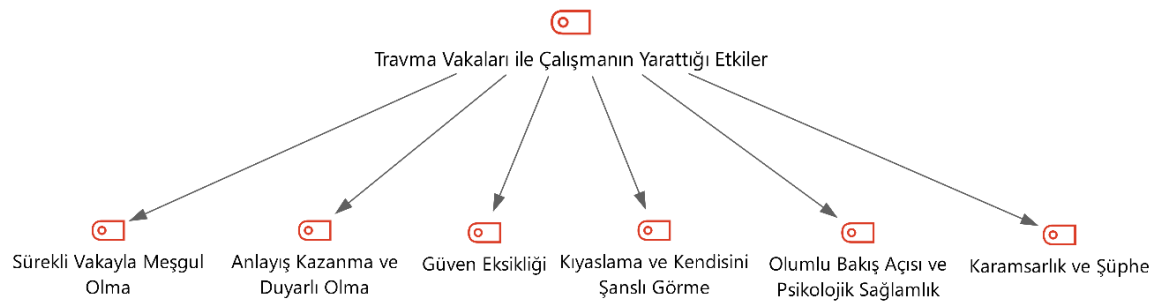 Travma Vakaları ile Çalışmanın Yarattığı Etkiler
Sürekli Vakayla Meşgul
Olma
Anlayış Kazanma ve
Duyarlı Olma
Güven Eksikliği
Kıyaslama ve Kendisini
Şanslı Görme
Olumlu Bakış Açısı ve
Psikolojik Sağlamlık
Karamsarlık ve Şüphe